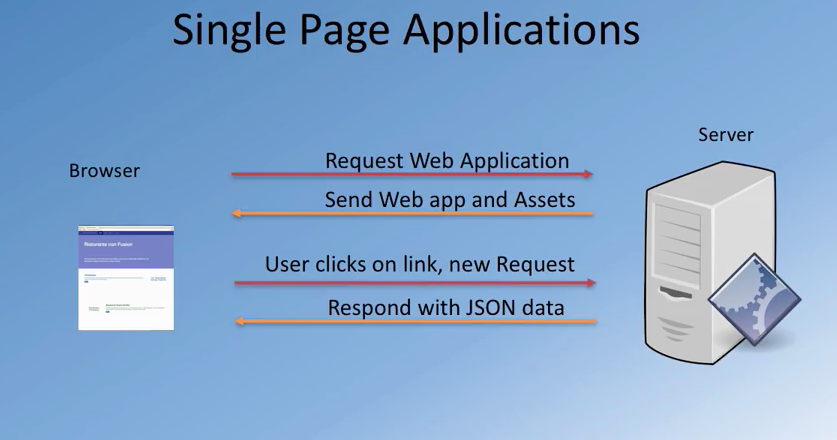 Single Page Applications
Server
Browser
Request Web Application
Send Web app and Assets
Ristorante con Fusion
User clicks on link, new Request
Respond with JSON data